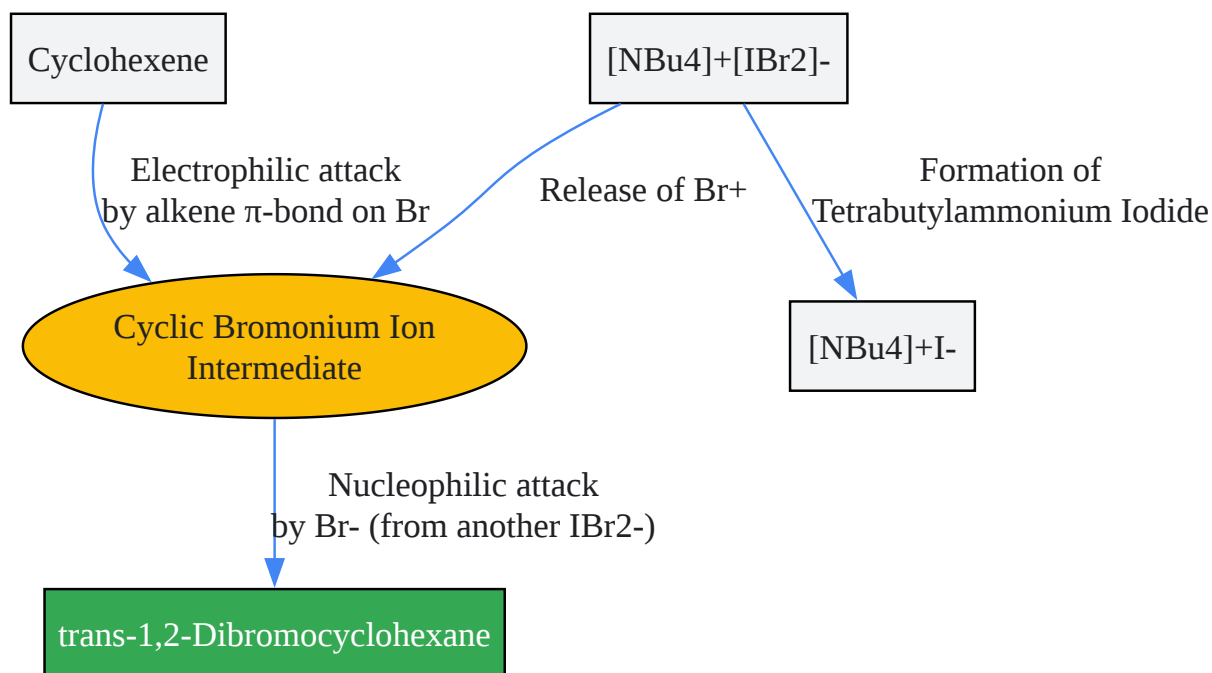 Cyclohexene
[NBu4]+[IBr2]-
Electrophilic attack
by alkene π-bond on Br
Release of Br+
Formation of
Tetrabutylammonium Iodide
Cyclic Bromonium Ion
Intermediate
[NBu4]+I-
Nucleophilic attack
by Br- (from another IBr2-)
trans-1,2-Dibromocyclohexane